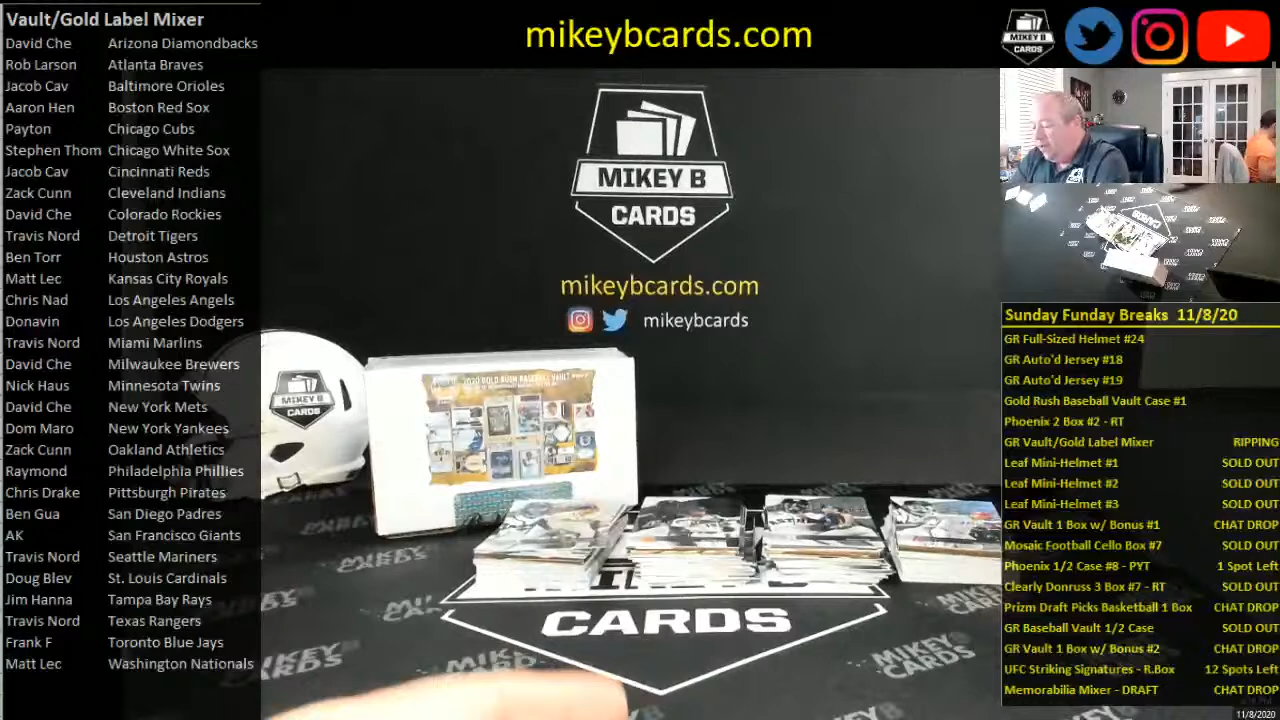 Vault/Gold Label Mixer
David Che Arizona Diamondbacks
Rob Larson Atlanta Braves
Jacob Cav Baltimore Orioles
Aaron Hen Boston Red Sox
Payton Chicago Cubs
Stephen Thom Chicago White Sox
Jacob Cav Cincinnati Reds
Zack Cunn Cleveland Indians
David Che Colorado Rockies
Travis Nord Detroit Tigers
Ben Torr Houston Astros
Matt Lec Kansas City Royals
Chris Nad Los Angeles Angels
Donavin Los Angeles Dodgers
Travis Nord Miami Marlins
David Che Milwaukee Brewers
Nick Haus Minnesota Twins
David Che New York Mets
Dom Maro New York Yankees
Zack Cunn Oakland Athletics
Raymond Philadelphia Phillies
Chris Drake Pittsburgh Pirates
Ben Gua San Diego Padres
AK San Francisco Giants
Travis Nord Seattle Mariners
Doug Blev St. Louis Cardinals
Jim Hanna Tampa Bay Rays
Travis Nord Texas Rangers
Frank F Toronto Blue Jays
Matt Lec Washington Nationals
mikeybcards.com
MIKEY B
CARDS
mikeybcards.com
mikeybcards
MIKEY B
CARDS
2020 GOLD RUSH BASEBALL VAULT
CARDS
MIKEY B
CARDS
MIKEY B
CARDS
CARDS
Sunday Funday Breaks 11/8/20
GR Full-Sized Helmet #24
GR Auto'd Jersey #18
GR Auto'd Jersey #19
Gold Rush Baseball Vault Case #1
Phoenix 2 Box #2 - RT
GR Vault/Gold Label Mixer RIPPING
Leaf Mini-Helmet #1 SOLD OUT
Leaf Mini-Helmet #2 SOLD OUT
Leaf Mini-Helmet #3 SOLD OUT
GR Vault 1 Box w/ Bonus #1 CHAT DROP
Mosaic Football Cello Box #7 SOLD OUT
Phoenix 1/2 Case #8 - PYT 1 Spot Left
Clearly Donruss 3 Box #7 - RT SOLD OUT
Prizm Draft Picks Basketball 1 Box CHAT DROP
GR Baseball Vault 1/2 Case SOLD OUT
GR Vault 1 Box w/ Bonus #2 CHAT DROP
UFC Striking Signatures - R.Box 12 Spots Left
Memorabilia Mixer - DRAFT CHAT DROP
11/8/2020